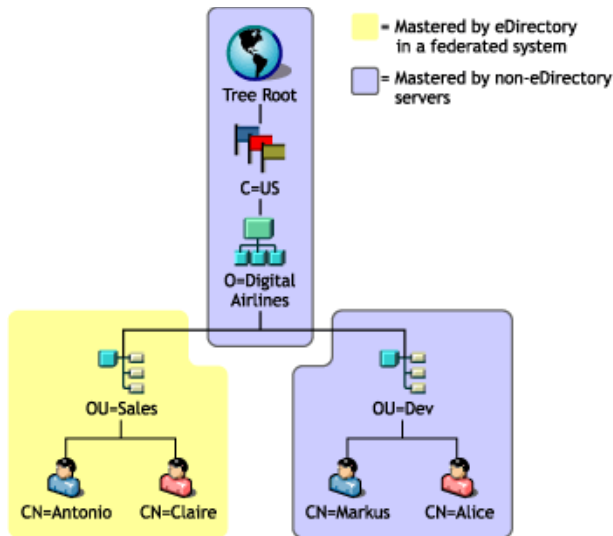 = Mastered by eDirectory
in a federated system
= Mastered by non-eDirectory
servers
Tree Root
C=US
O=Digital
Airlines
OU=Sales
OU=Dev
CN=Antonio
CN=Claire
CN=Markus
CN=Alice